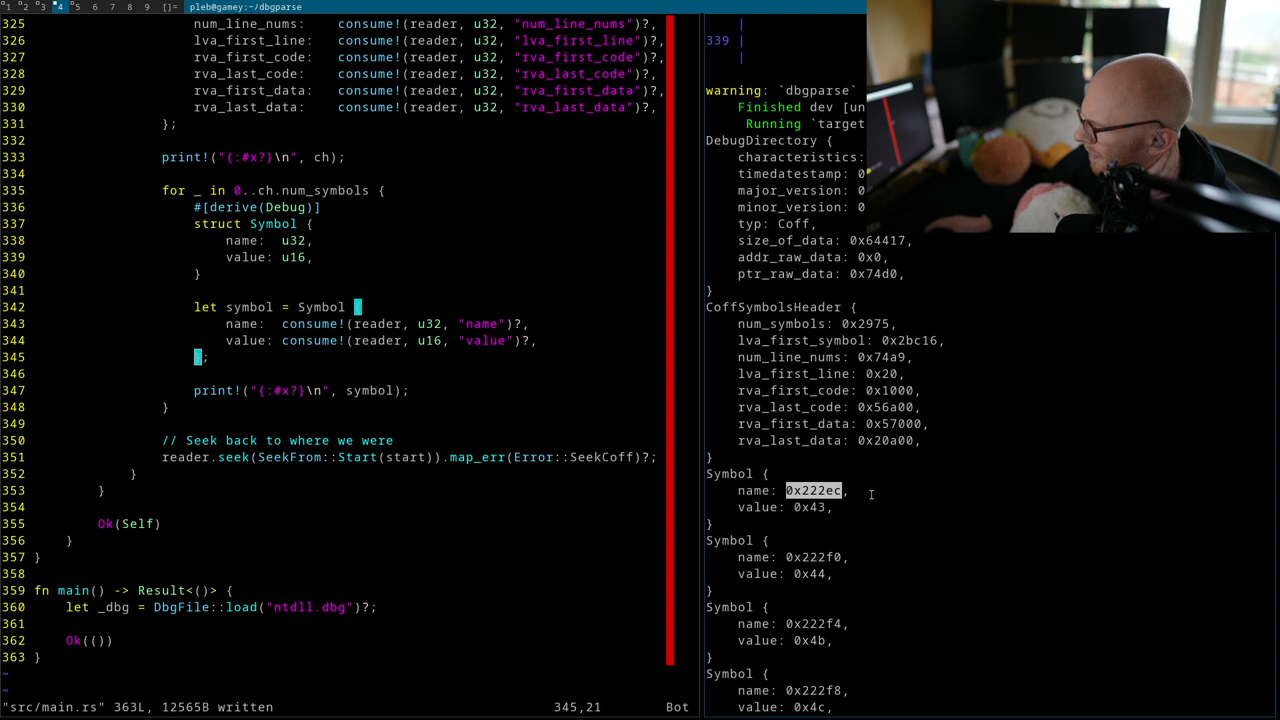 1 2 3 4 5 6 7 8 9 []= pleb@gamey:~/dbgparse
325 num_line_nums: consume!(reader, u32, "num_line_nums")?,
326 lva_first_line: consume!(reader, u32, "lva_first_line")?,
327 rva_first_code: consume!(reader, u32, "rva_first_code")?,
328 rva_last_code: consume!(reader, u32, "rva_last_code")?,
329 rva_first_data: consume!(reader, u32, "rva_first_data")?,
330 rva_last_data: consume!(reader, u32, "rva_last_data")?,
331 };
332
333 print!("{:#x?}\n", ch);
334
335 for _ in 0..ch.num_symbols {
336 #[derive(Debug)]
337 struct Symbol {
338 name: u32,
339 value: u16,
340 }
341
342 let symbol = Symbol {
343 name: consume!(reader, u32, "name")?,
344 value: consume!(reader, u16, "value")?,
345 };
346
347 print!("{:#x?}\n", symbol);
348 }
349
350 // Seek back to where we were
351 reader.seek(SeekFrom::Start(start)).map_err(Error::SeekCoff)?;
352 }
353 }
354
355 Ok(Self)
356 }
357 }
358
359 fn main() -> Result<()> {
360 let _dbg = DbgFile::load("ntdll.dbg")?;
361
362 Ok(())
363 }
~
~
"src/main.rs" 363L, 12565B written 345,21 Bot
|
339 |
|
warning: `dbgparse`
Finished dev [un
Running `target
DebugDirectory {
characteristics:
timedatestamp: 0
major_version: 0
minor_version: 0
typ: Coff,
size_of_data: 0x64417,
addr_raw_data: 0x0,
ptr_raw_data: 0x74d0,
}
CoffSymbolsHeader {
num_symbols: 0x2975,
lva_first_symbol: 0x2bc16,
num_line_nums: 0x74a9,
lva_first_line: 0x20,
rva_first_code: 0x1000,
rva_last_code: 0x56a00,
rva_first_data: 0x57000,
rva_last_data: 0x20a00,
}
Symbol {
name: 0x222ec,
value: 0x43,
}
Symbol {
name: 0x222f0,
value: 0x44,
}
Symbol {
name: 0x222f4,
value: 0x4b,
}
Symbol {
name: 0x222f8,
value: 0x4c,